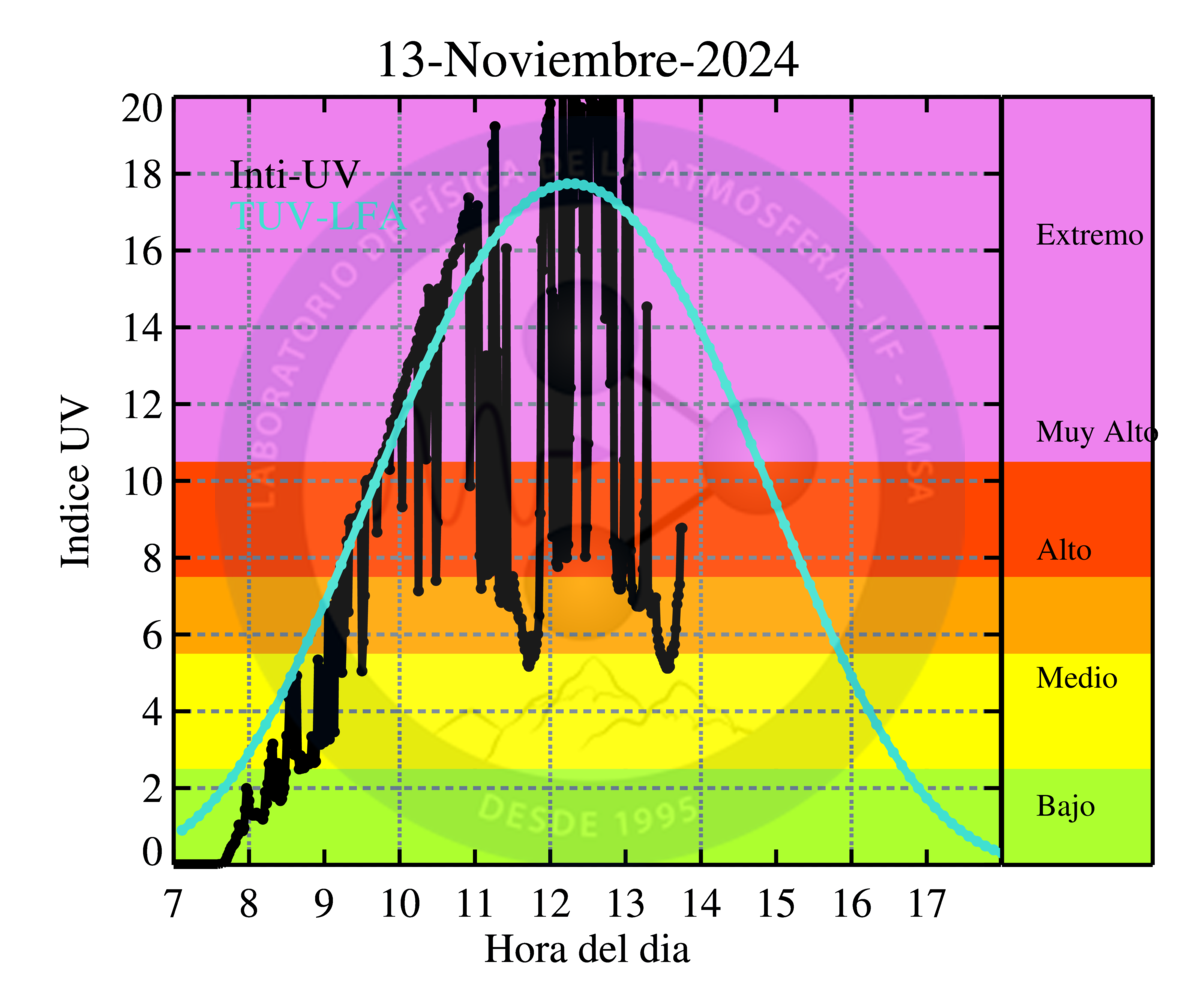 13-Noviembre-2024
20
18
16
14
12
10
8
6
4
2
0
Indice UV
Inti-UV
TUV-LFA
LABORATORIO DE FÍSICA DE LA ATMÓSFERA - IIF - UMSA
DESDE 1995
Extremo
Muy Alto
Alto
Medio
Bajo
7 8 9 10 11 12 13 14 15 16 17
Hora del dia